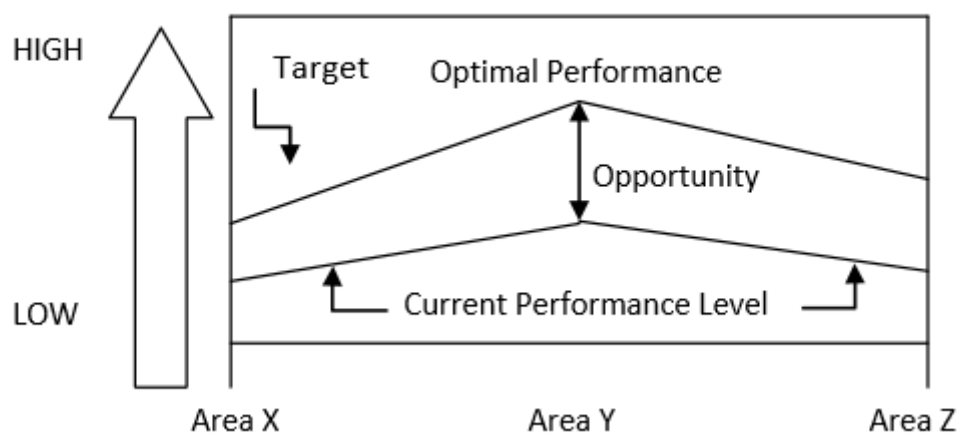 HIGH
Target
Optimal Performance
Opportunity
Current Performance Level
LOW
Area X
Area Y
Area Z